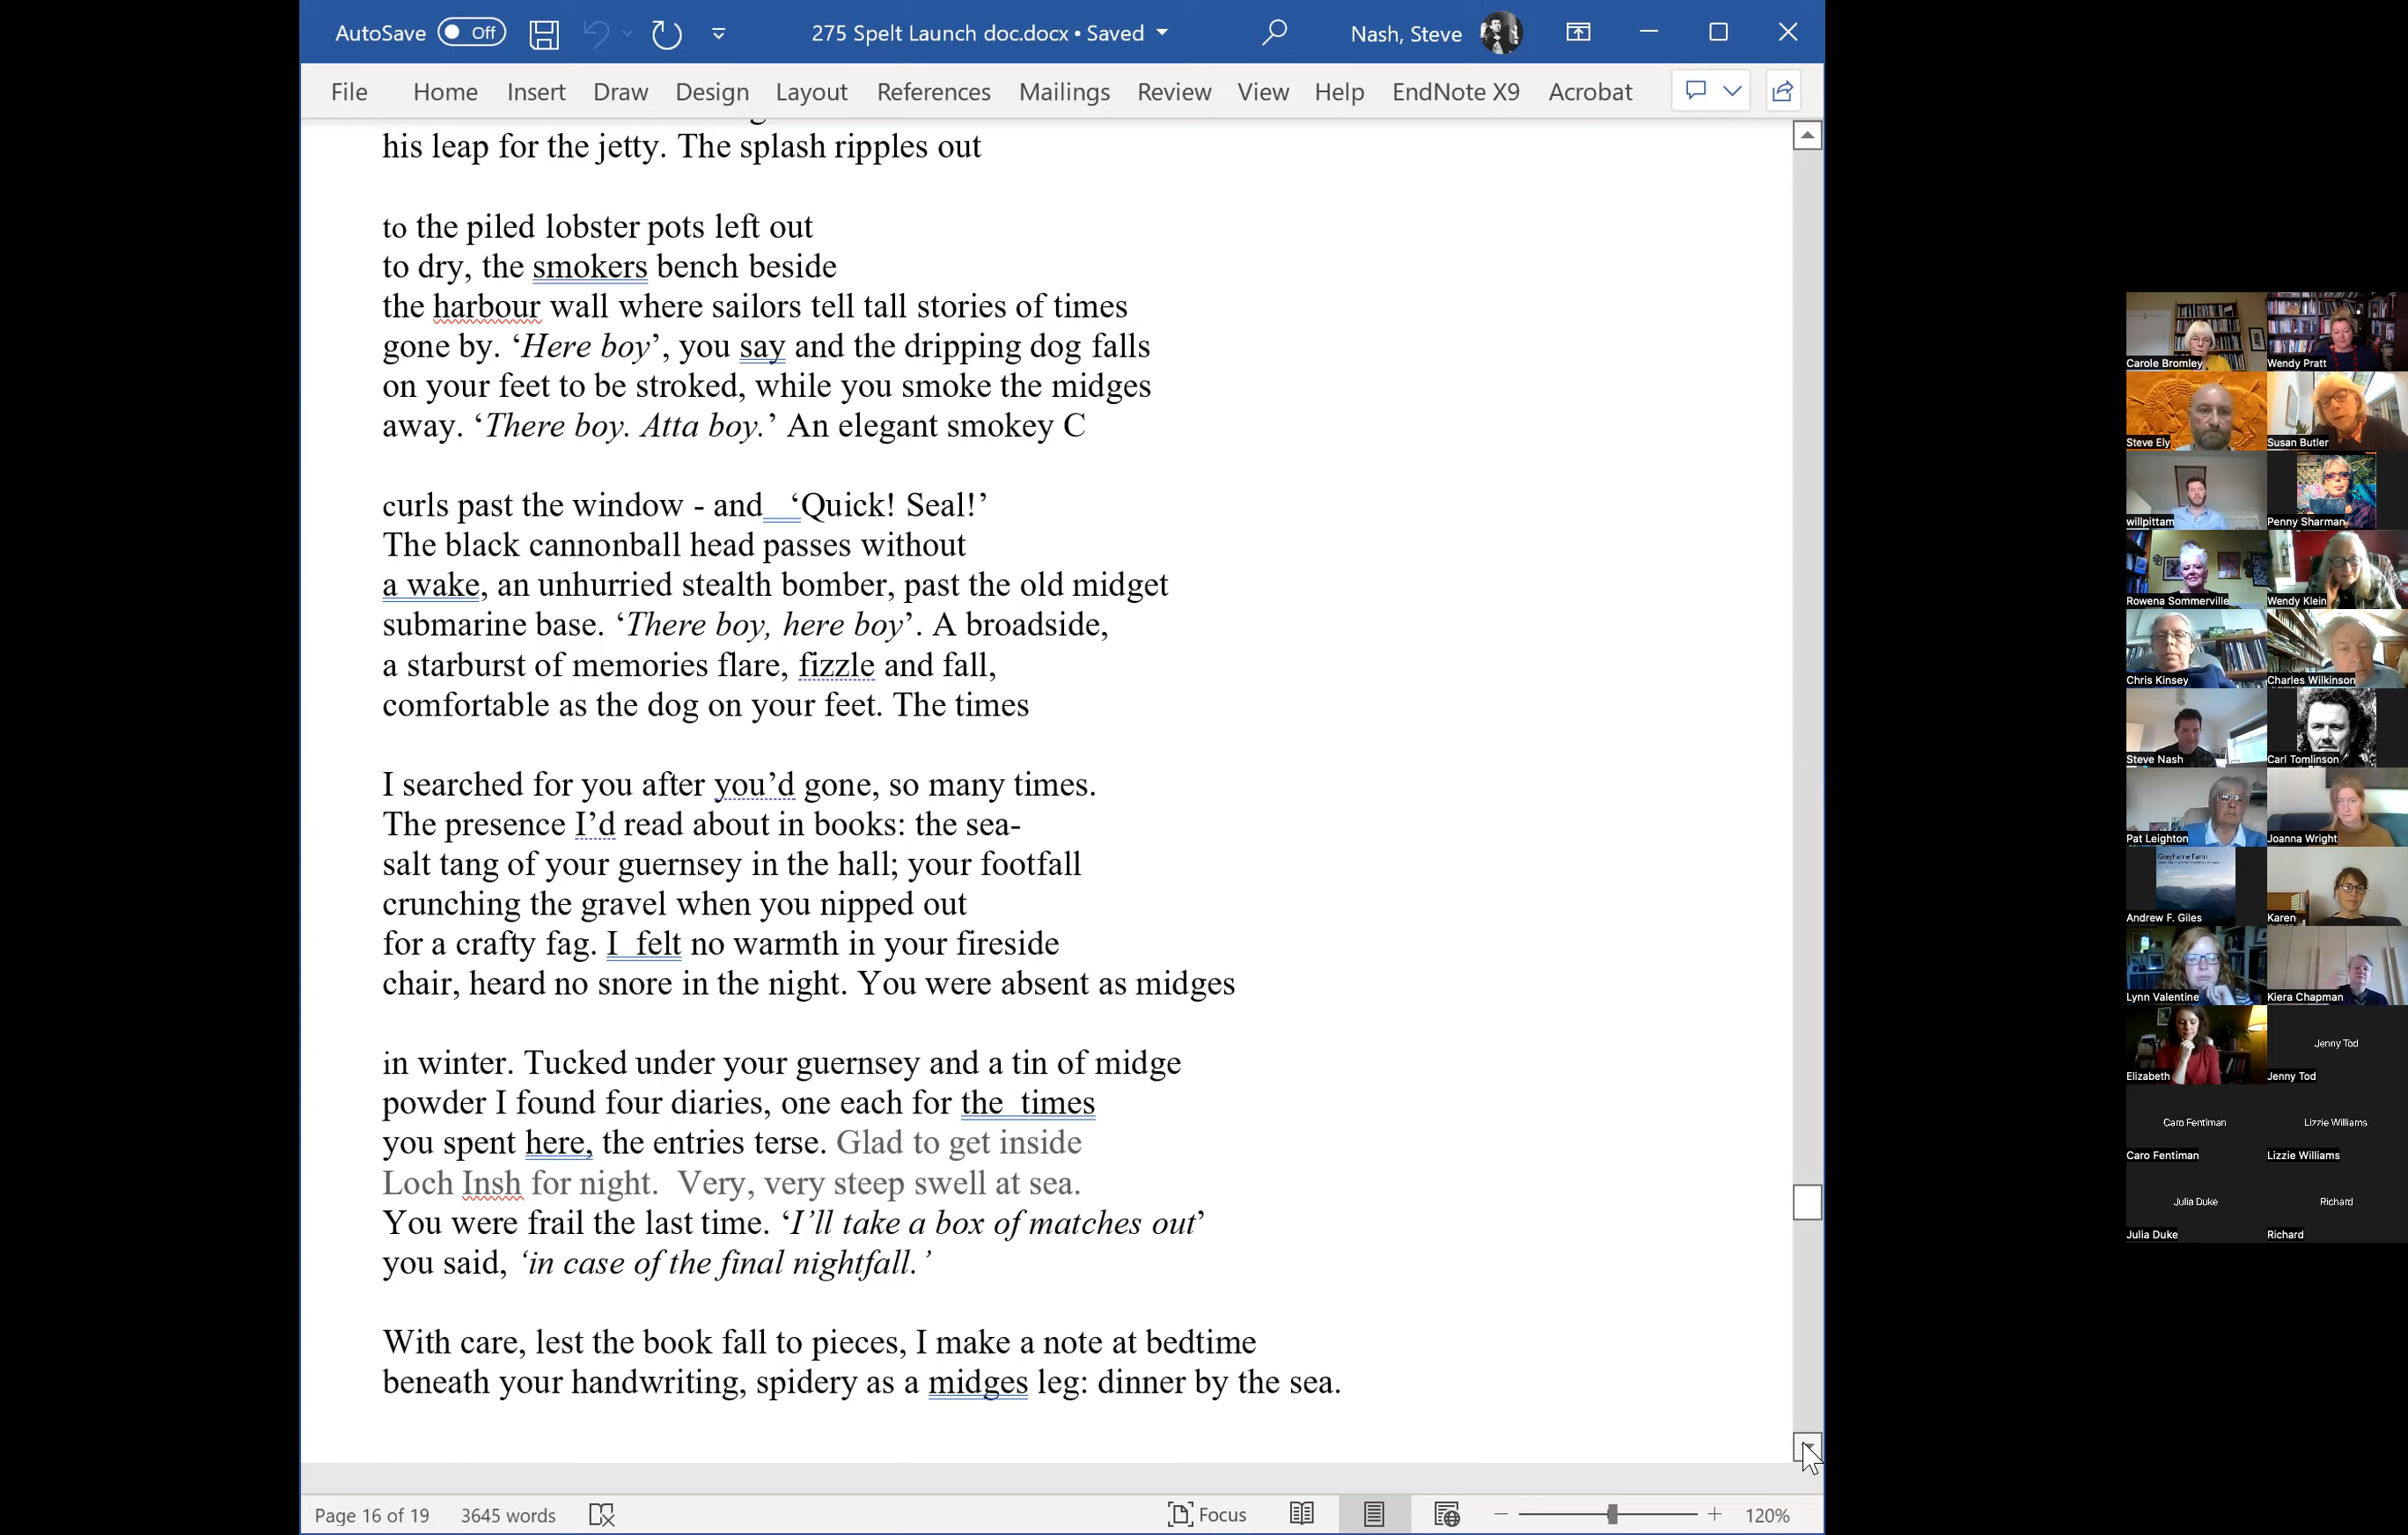 AutoSave Off 275 Spelt Launch doc.docx • Saved Nash, Steve
File Home Insert Draw Design Layout References Mailings Review View Help EndNote X9 Acrobat
his leap for the jetty. The splash ripples out
to the piled lobster pots left out
to dry, the smokers bench beside
the harbour wall where sailors tell tall stories of times
gone by. ‘Here boy’, you say and the dripping dog falls
on your feet to be stroked, while you smoke the midges
away. ‘There boy. Atta boy.’ An elegant smokey C
curls past the window - and  ‘Quick! Seal!’
The black cannonball head passes without
a wake, an unhurried stealth bomber, past the old midget
submarine base. ‘There boy, here boy’. A broadside,
a starburst of memories flare, fizzle and fall,
comfortable as the dog on your feet. The times
I searched for you after you’d gone, so many times.
The presence I’d read about in books: the sea-
salt tang of your guernsey in the hall; your footfall
crunching the gravel when you nipped out
for a crafty fag. I  felt no warmth in your fireside
chair, heard no snore in the night. You were absent as midges
in winter. Tucked under your guernsey and a tin of midge
powder I found four diaries, one each for the  times
you spent here, the entries terse. Glad to get inside
Loch Insh for night.  Very, very steep swell at sea.
You were frail the last time. ‘I’ll take a box of matches out’
you said, ‘in case of the final nightfall.’
With care, lest the book fall to pieces, I make a note at bedtime
beneath your handwriting, spidery as a midges leg: dinner by the sea.
Page 16 of 19 3645 words Focus 120%
Carole Bromley Wendy Pratt
Steve Ely Susan Butler
willpittam Penny Sharman
Rowena Sommerville Wendy Klein
Chris Kinsey Charles Wilkinson
Steve Nash Carl Tomlinson
Pat Leighton Joanna Wright
Andrew F. Giles Karen
Lynn Valentine Kiera Chapman
Jenny Tod
Elizabeth Jenny Tod
Caro Fentiman Lizzie Williams
Caro Fentiman Lizzie Williams
Julia Duke Richard
Julia Duke Richard